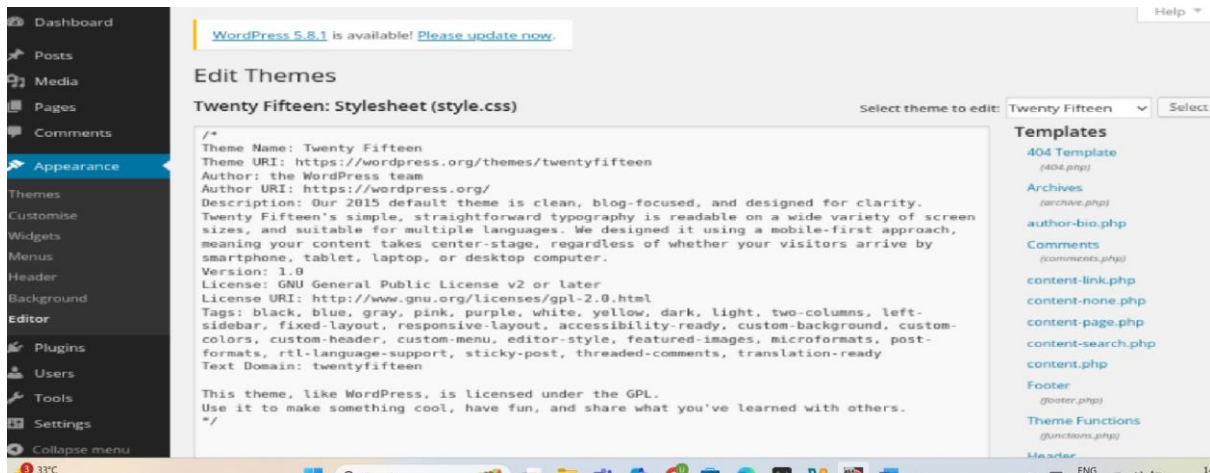 Help
Dashboard
WordPress 5.8.1 is available! Please update now.
Posts
Media
Pages
Comments
Appearance
Themes
Customise
Widgets
Menus
Header
Background
Editor
Plugins
Users
Tools
Settings
Collapse menu
Edit Themes
Twenty Fifteen: Stylesheet (style.css)
Select theme to edit: Twenty Fifteen Select
/*
Theme Name: Twenty Fifteen
Theme URI: https://wordpress.org/themes/twentyfifteen
Author: the WordPress team
Author URI: https://wordpress.org/
Description: Our 2015 default theme is clean, blog-focused, and designed for clarity.
Twenty Fifteen's simple, straightforward typography is readable on a wide variety of screen
sizes, and suitable for multiple languages. We designed it using a mobile-first approach,
meaning your content takes center-stage, regardless of whether your visitors arrive by
smartphone, tablet, laptop, or desktop computer.
Version: 1.0
License: GNU General Public License v2 or later
License URI: http://www.gnu.org/licenses/gpl-2.0.html
Tags: black, blue, gray, pink, purple, white, yellow, dark, light, two-columns, left-
sidebar, fixed-layout, responsive-layout, accessibility-ready, custom-background, custom-
colors, custom-header, custom-menu, editor-style, featured-images, microformats, post-
formats, rtl-language-support, sticky-post, threaded-comments, translation-ready
Text Domain: twentyfifteen
This theme, like WordPress, is licensed under the GPL.
Use it to make something cool, have fun, and share what you've learned with others.
*/
Templates
404 Template
(404.php)
Archives
(archive.php)
author-bio.php
Comments
(comments.php)
content-link.php
content-none.php
content-page.php
content-search.php
content.php
Footer
(footer.php)
Theme Functions
(functions.php)
Header
3
33°C
ENG